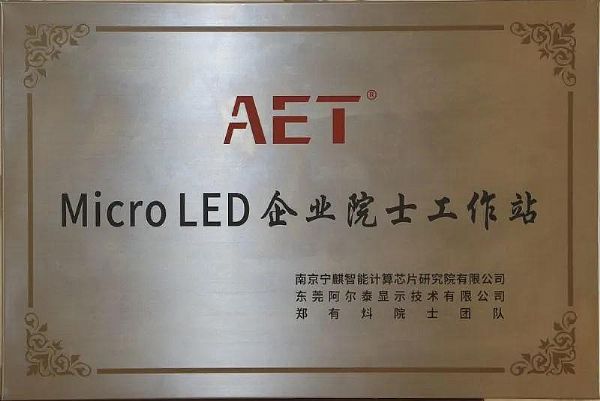 AET®
Micro LED 企业院士工作站
南京宁麒智能计算芯片研究院有限公司
东莞阿尔泰显示技术有限公司
郑有炓院士团队